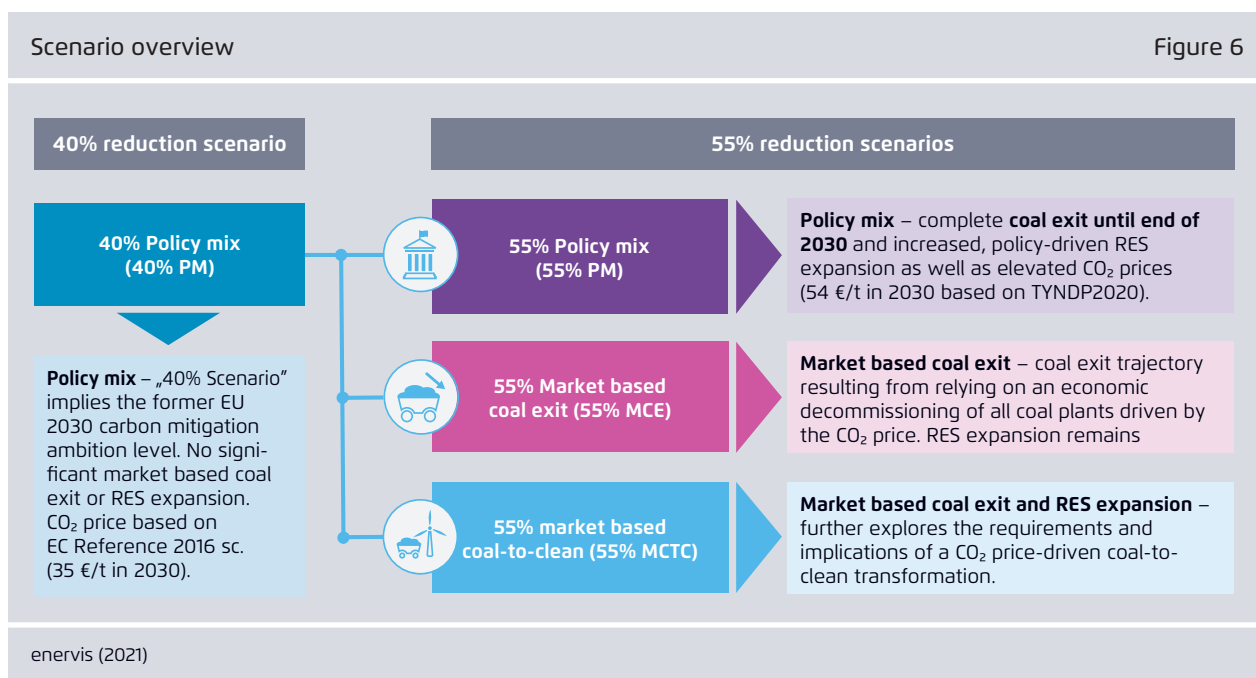 Scenario overview
Figure 6
40% reduction scenario
55% reduction scenarios
40% Policy mix
(40% PM)
Policy mix – „40% Scenario”
implies the former EU
2030 carbon mitigation
ambition level. No signi-
ficant market based coal
exit or RES expansion.
CO₂ price based on
EC Reference 2016 sc.
(35 €/t in 2030).
55% Policy mix
(55% PM)
Policy mix – complete coal exit until end of
2030 and increased, policy-driven RES
expansion as well as elevated CO₂ prices
(54 €/t in 2030 based on TYNDP2020).
55% Market based
coal exit (55% MCE)
Market based coal exit – coal exit trajectory
resulting from relying on an economic
decommissioning of all coal plants driven by
the CO₂ price. RES expansion remains
55% market based
coal-to-clean (55% MCTC)
Market based coal exit and RES expansion –
further explores the requirements and
implications of a CO₂ price-driven coal-to-
clean transformation.
enervis (2021)